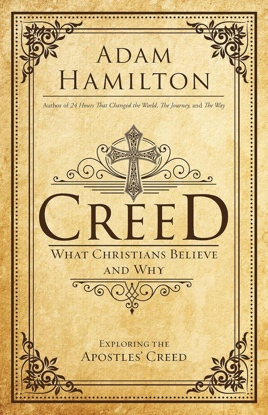 ADAM
HAMILTON
Author of 24 Hours That Changed the World, The Journey, and The Way
CREED
WHAT CHRISTIANS BELIEVE
AND WHY
EXPLORING THE
APOSTLES' CREED